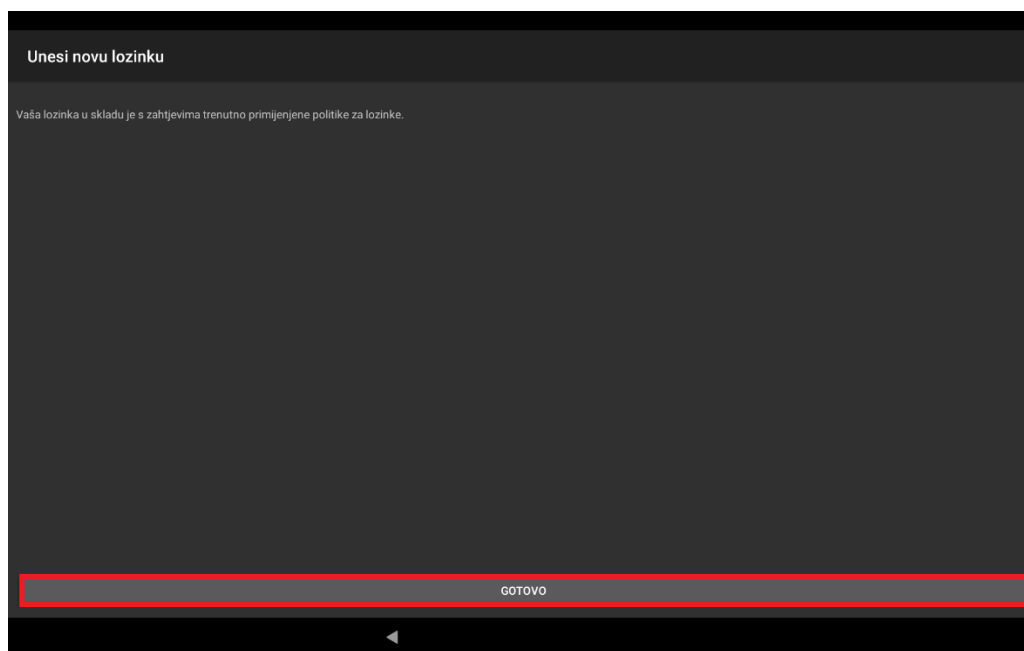 Unesi novu lozinku
Vaša lozinka u skladu je s zahtjevima trenutno primijenjene politike za lozinke.
GOTOVO